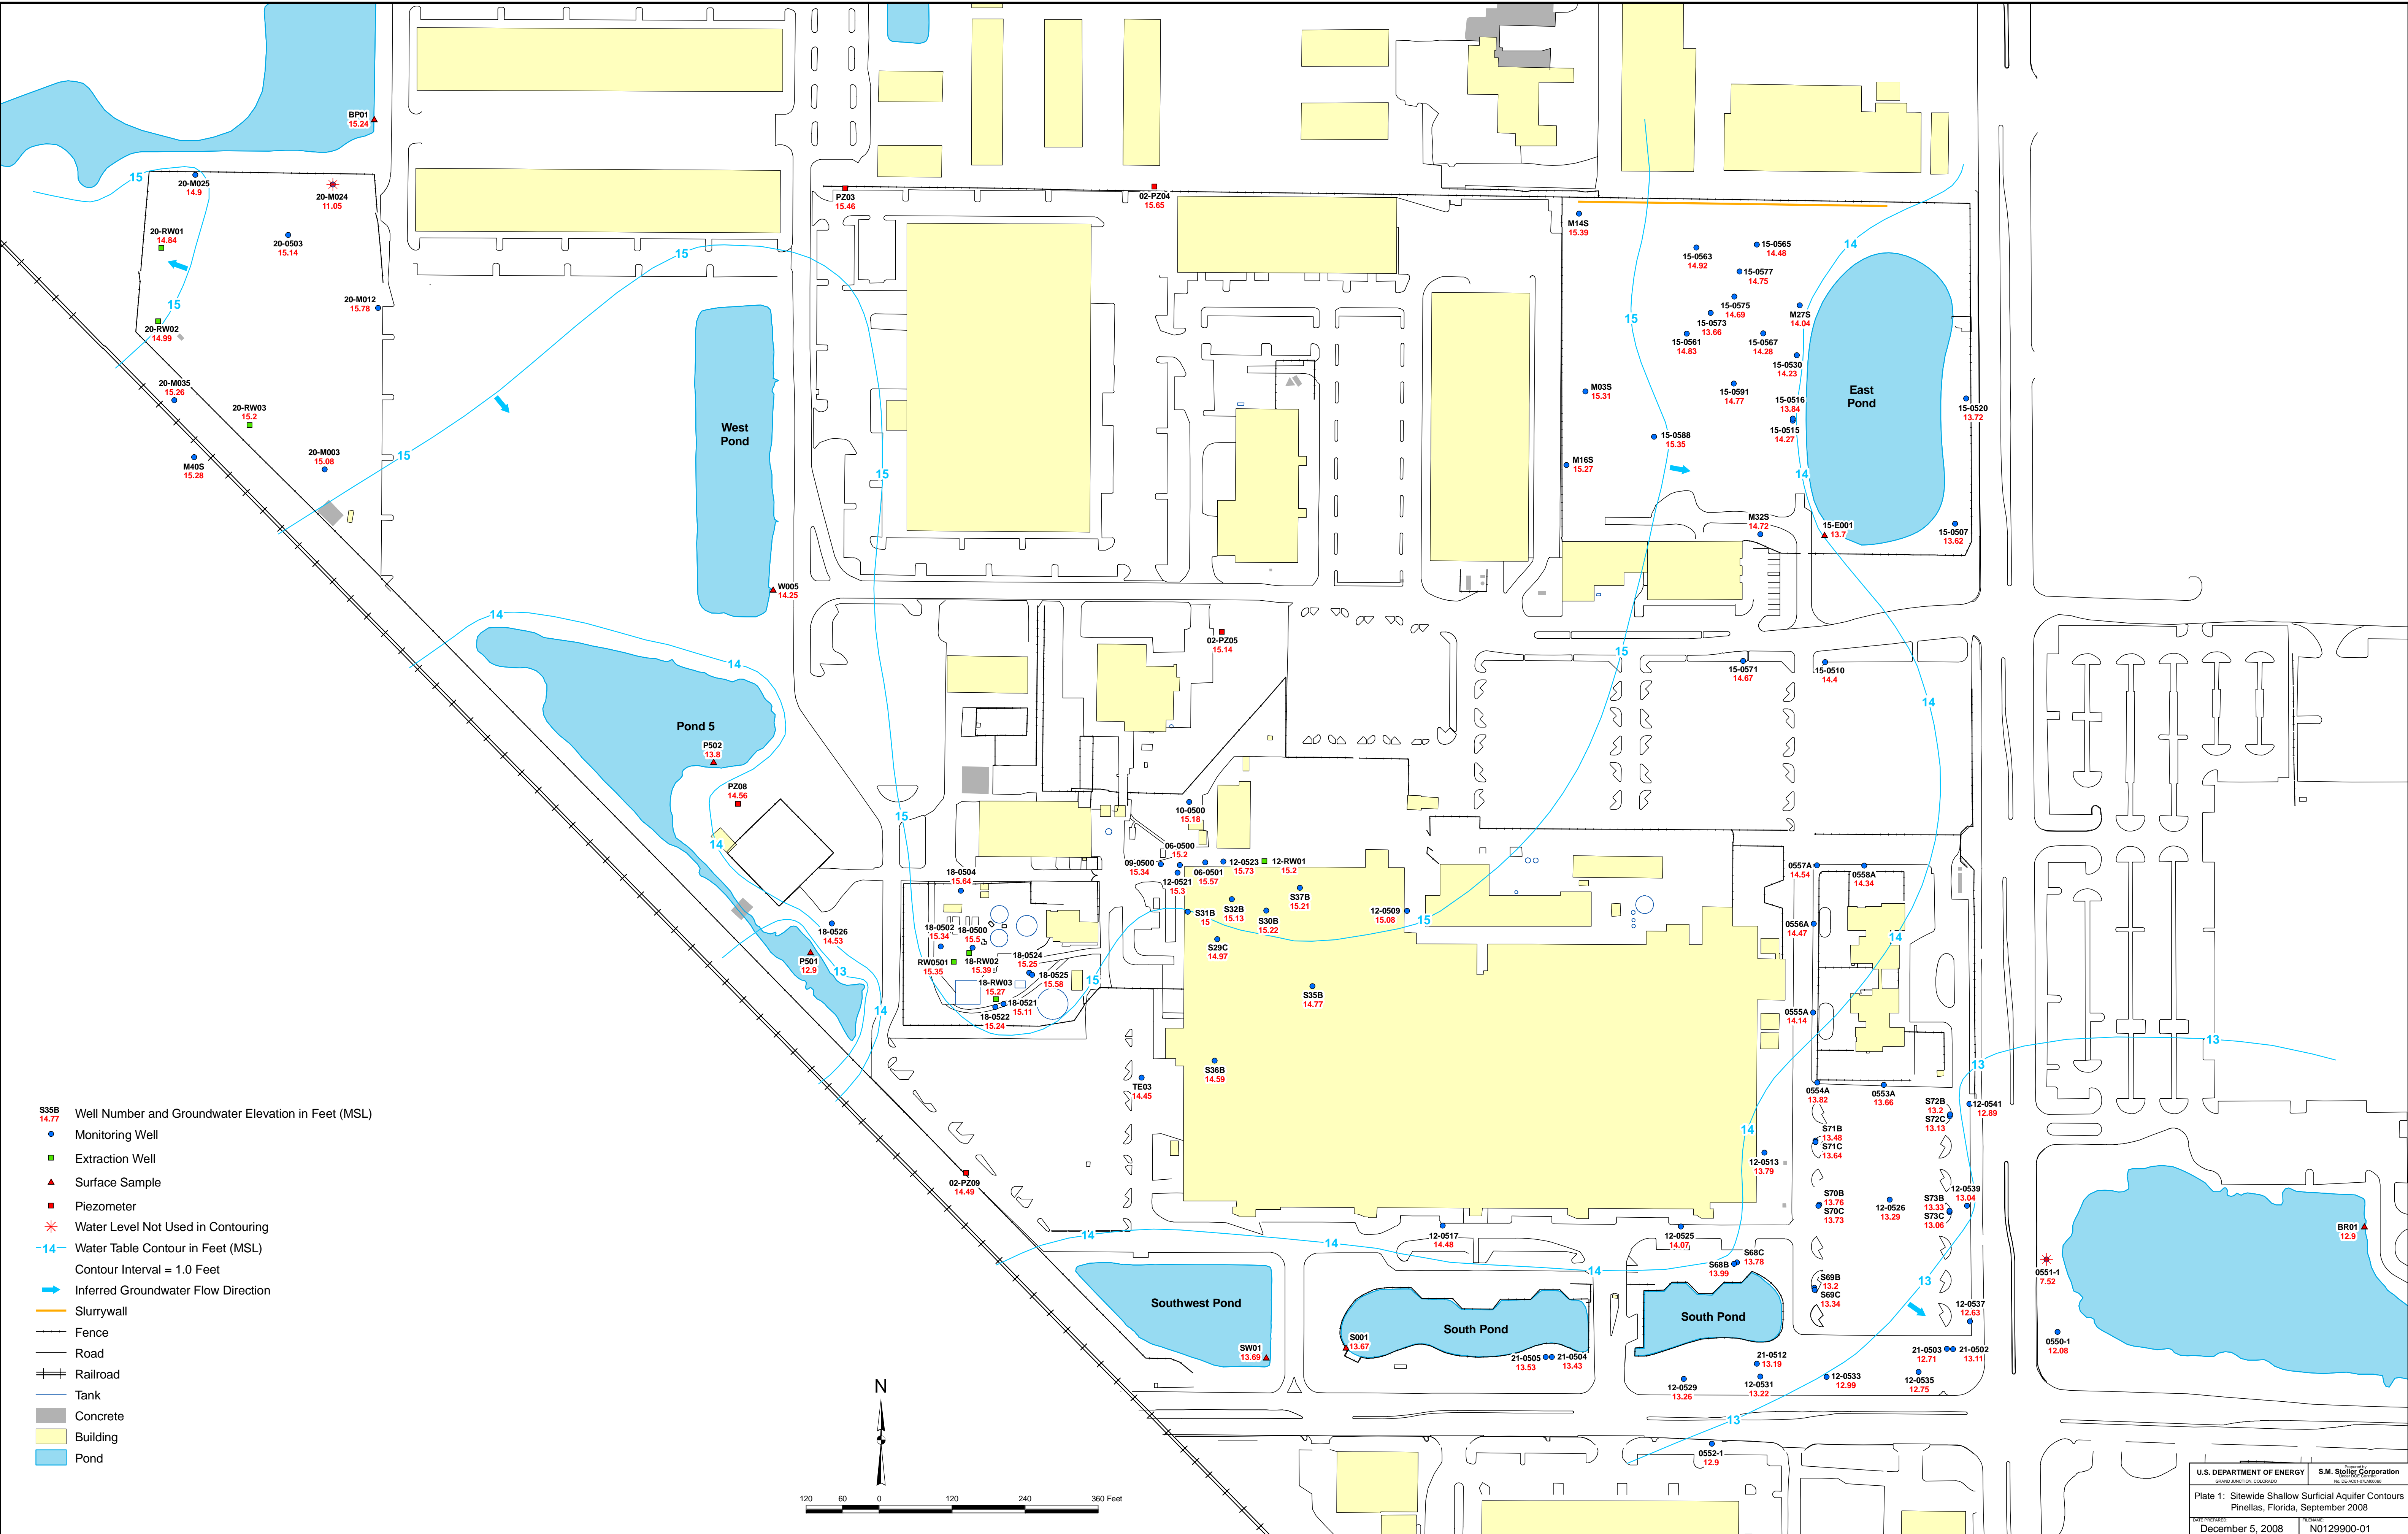 BP01
15.24
15
20-M025
14.9
20-M024
11.05
20-RW01
14.84
20-0503
15.14
15
20-M012
15.78
20-RW02
14.99
20-M035
15.26
20-RW03
15.2
M40S
15.28
20-M003
15.08
15
15
PZ03
15.46
02-PZ04
15.65
West
Pond
15
W005
14.25
14
14
Pond 5
P502
13.8
PZ08
14.56
14
15
02-PZ05
15.14
M14S
15.39
15-0563
14.92
15-0565
14.48
15-0577
14.75
15-0575
14.69
15-0573
13.66
15-0561
14.83
15-0567
14.28
M27S
14.04
15-0530
14.23
14
15
M03S
15.31
15-0591
14.77
15-0516
13.84
15-0515
14.27
15-0588
15.35
M16S
15.27
14
East
Pond
15-0520
13.72
15-0507
13.62
M32S
14.72
15-E001
13.7
15
15-0571
14.67
15-0510
14.4
14
10-0500
15.18
06-0500
15.2
09-0500
15.34
12-0521
15.3
06-0501
15.57
12-0523
15.73
12-RW01
15.2
S37B
15.21
S31B
15
S32B
15.13
S30B
15.22
S29C
14.97
12-0509
15.08
15
S35B
14.77
S36B
14.59
TE03
14.45
18-0504
15.64
18-0502
15.34
18-0500
15.5
RW0501
15.35
18-RW02
15.39
18-0524
15.25
18-0525
15.58
18-RW03
15.27
18-0521
15.11
18-0522
15.24
15
18-0526
14.53
P501
12.9
13
14
0557A
14.54
0558A
14.34
0556A
14.47
14
0555A
14.14
0554A
13.82
0553A
13.66
13
13
S72B
13.2
S72C
13.13
12-0541
12.89
S71B
13.48
S71C
13.64
14
12-0513
13.79
S70B
13.76
S70C
13.73
12-0526
13.29
S73B
13.33
S73C
13.06
12-0539
13.04
BR01
12.9
0551-1
7.52
0550-1
12.08
02-PZ09
14.49
14
14
14
12-0517
14.48
12-0525
14.07
S68C
13.78
S68B
13.99
S69B
13.2
S69C
13.34
13
12-0537
12.63
Southwest Pond
SW01
13.69
S001
13.67
South Pond
South Pond
21-0505
13.53
21-0504
13.43
21-0512
13.19
12-0529
13.26
12-0531
13.22
12-0533
12.99
21-0503
12.71
21-0502
13.11
12-0535
12.75
13
0552-1
12.9
S35B
14.77
Well Number and Groundwater Elevation in Feet (MSL)
Monitoring Well
Extraction Well
Surface Sample
Piezometer
Water Level Not Used in Contouring
14 Water Table Contour in Feet (MSL)
Contour Interval = 1.0 Feet
Inferred Groundwater Flow Direction
Slurrywall
Fence
Road
Railroad
Tank
Concrete
Building
Pond
N
120 60 0 120 240 360 Feet
U.S. DEPARTMENT OF ENERGY
GRAND JUNCTION, COLORADO
Prepared by
S.M. Stoller Corporation
Under DOE Contract
Plate 1: Sitewide Shallow Surficial Aquifer Contours
Pinellas, Florida, September 2008
DATE PREPARED:
December 5, 2008
FILENAME:
N0129900-01